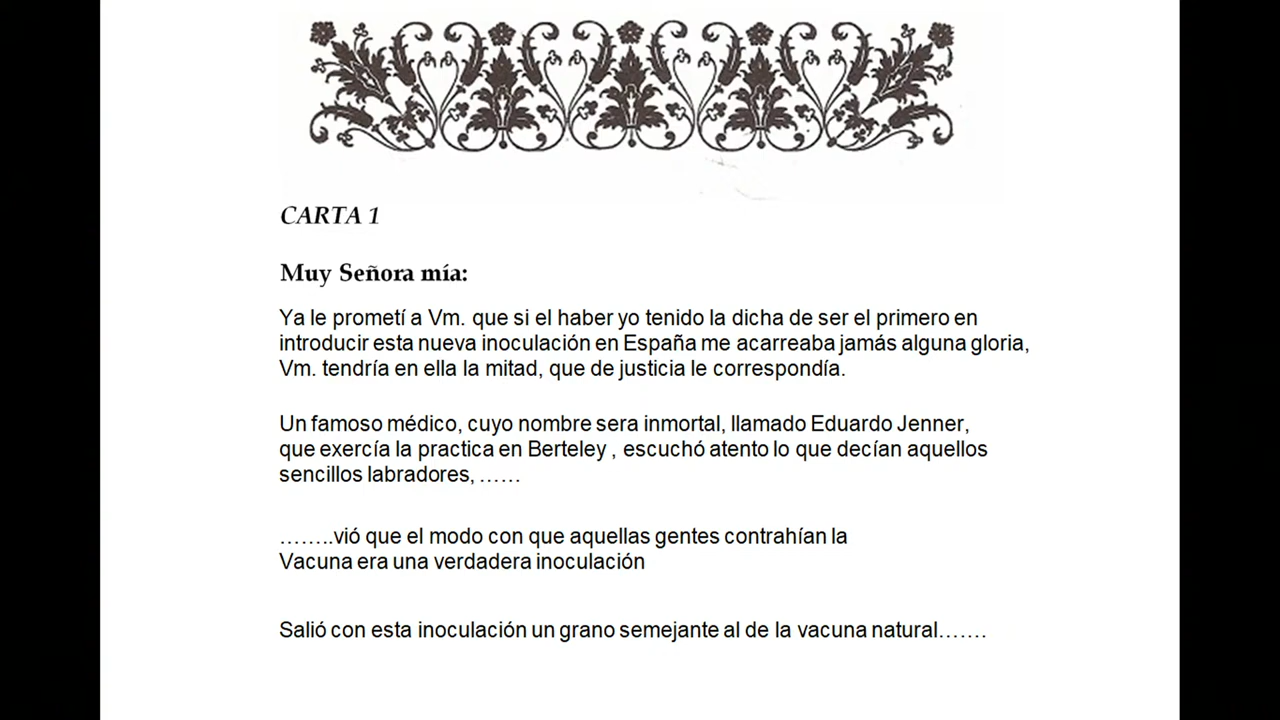 CARTA 1
Muy Señora mía:
Ya le prometí a Vm. que si el haber yo tenido la dicha de ser el primero en
introducir esta nueva inoculación en España me acarreaba jamás alguna gloria,
Vm. tendría en ella la mitad, que de justicia le correspondía.
Un famoso médico, cuyo nombre sera inmortal, llamado Eduardo Jenner,
que exercía la practica en Berteley , escuchó atento lo que decían aquellos
sencillos labradores, ……
……..vió que el modo con que aquellas gentes contrahían la
Vacuna era una verdadera inoculación
Salió con esta inoculación un grano semejante al de la vacuna natural…….